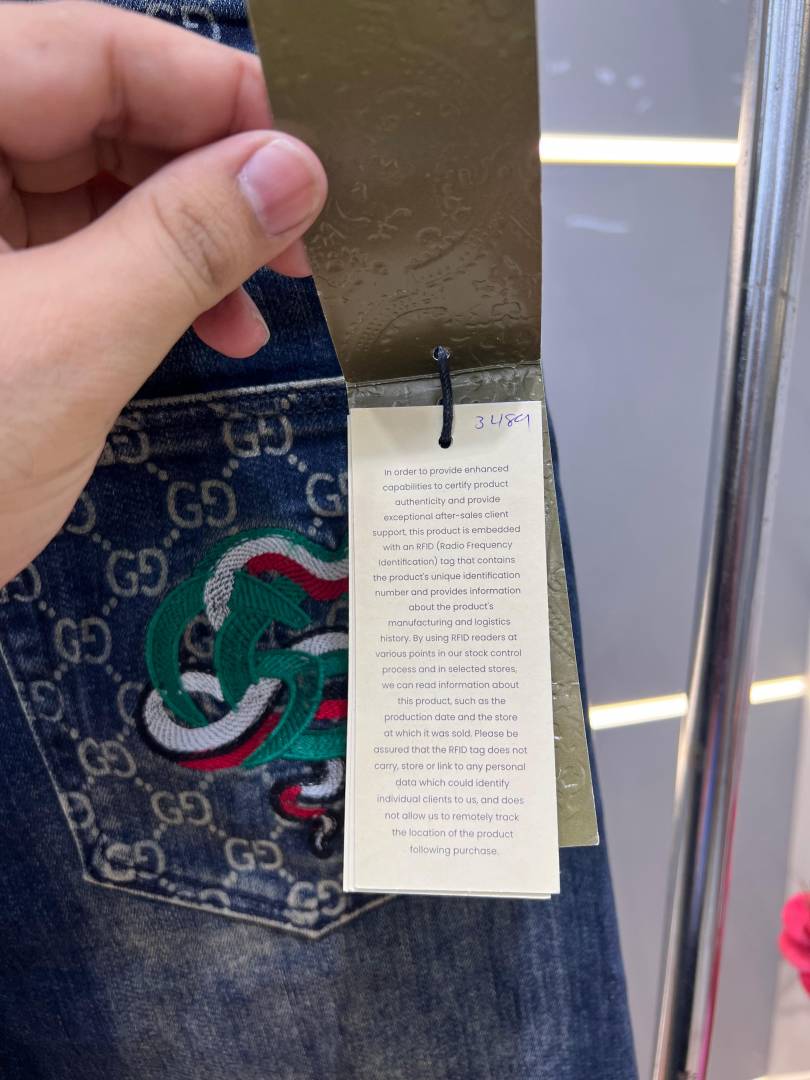 3489
In order to provide enhanced
capabilities to certify product
authenticity and provide
exceptional after-sales client
support, this product is embedded
with an RFID (Radio Frequency
Identification) tag that contains
the product's unique identification
number and provides information
about the product's
manufacturing and logistics
history. By using RFID readers at
various points in our stock control
process and in selected stores,
we can read information about
this product, such as the
production date and the store
at which it was sold. Please be
assured that the RFID tag does not
carry, store or link to any personal
data which could identify
individual clients to us, and does
not allow us to remotely track
the location of the product
following purchase.